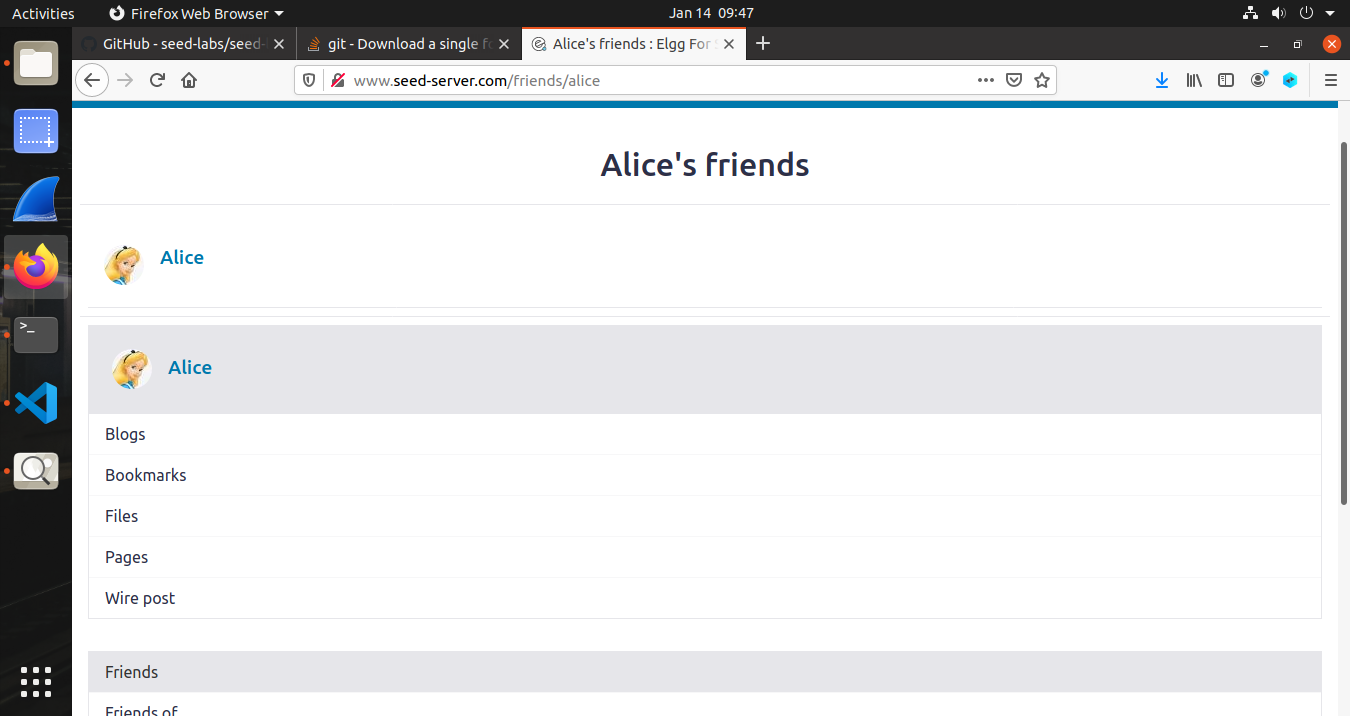 Activities Firefox Web Browser Jan 14 09:47
GitHub - seed-labs/seed- git - Download a single fo Alice's friends : Elgg For S
www.seed-server.com/friends/alice
Alice's friends
Alice
Alice
Blogs
Bookmarks
Files
Pages
Wire post
Friends
Friends of